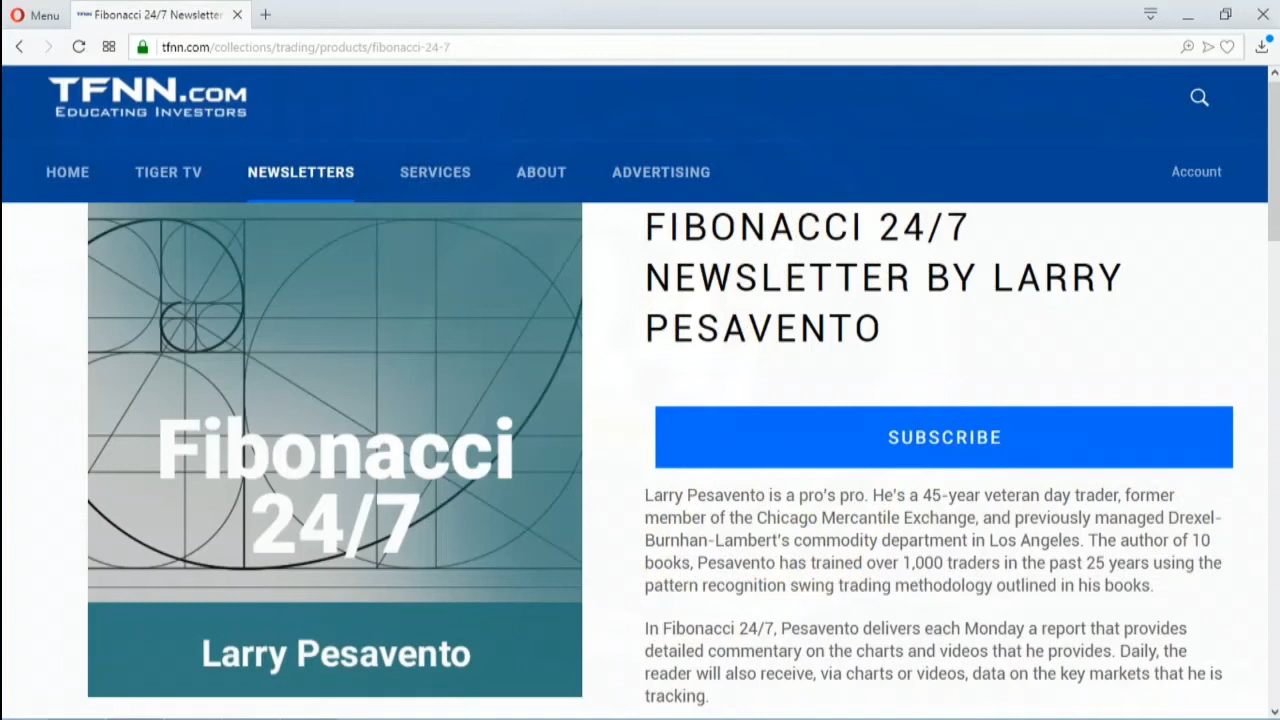 Menu
Fibonacci 24/7 Newsletter
tfnn.com/collections/trading/products/fibonacci-24-7
TFNN.COM
EDUCATING INVESTORS
HOME
TIGER TV
NEWSLETTERS
SERVICES
ABOUT
ADVERTISING
Account
Fibonacci
24/7
Larry Pesavento
FIBONACCI 24/7
NEWSLETTER BY LARRY
PESAVENTO
SUBSCRIBE
Larry Pesavento is a pro's pro. He's a 45-year veteran day trader, former
member of the Chicago Mercantile Exchange, and previously managed Drexel-
Burnhan-Lambert's commodity department in Los Angeles. The author of 10
books, Pesavento has trained over 1,000 traders in the past 25 years using the
pattern recognition swing trading methodology outlined in his books.
In Fibonacci 24/7, Pesavento delivers each Monday a report that provides
detailed commentary on the charts and videos that he provides. Daily, the
reader will also receive, via charts or videos, data on the key markets that he is
tracking.